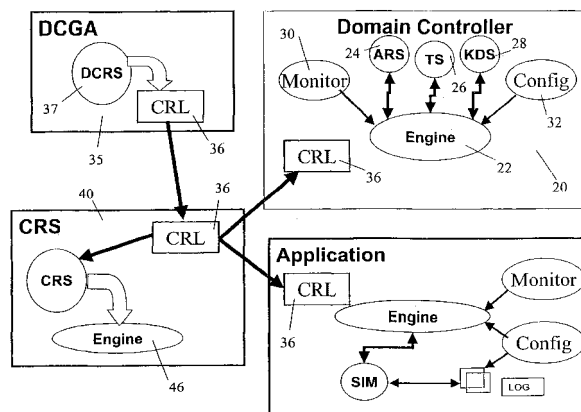 DCGA
DCRS
37
CRL
35
36
Domain Controller
30
24
ARS
TS
KDS
28
26
Monitor
Config
32
Engine
22
20
CRL
36
40
36
CRS
CRL
CRS
Engine
46
Application
CRL
36
Engine
Monitor
Config
SIM
LOG